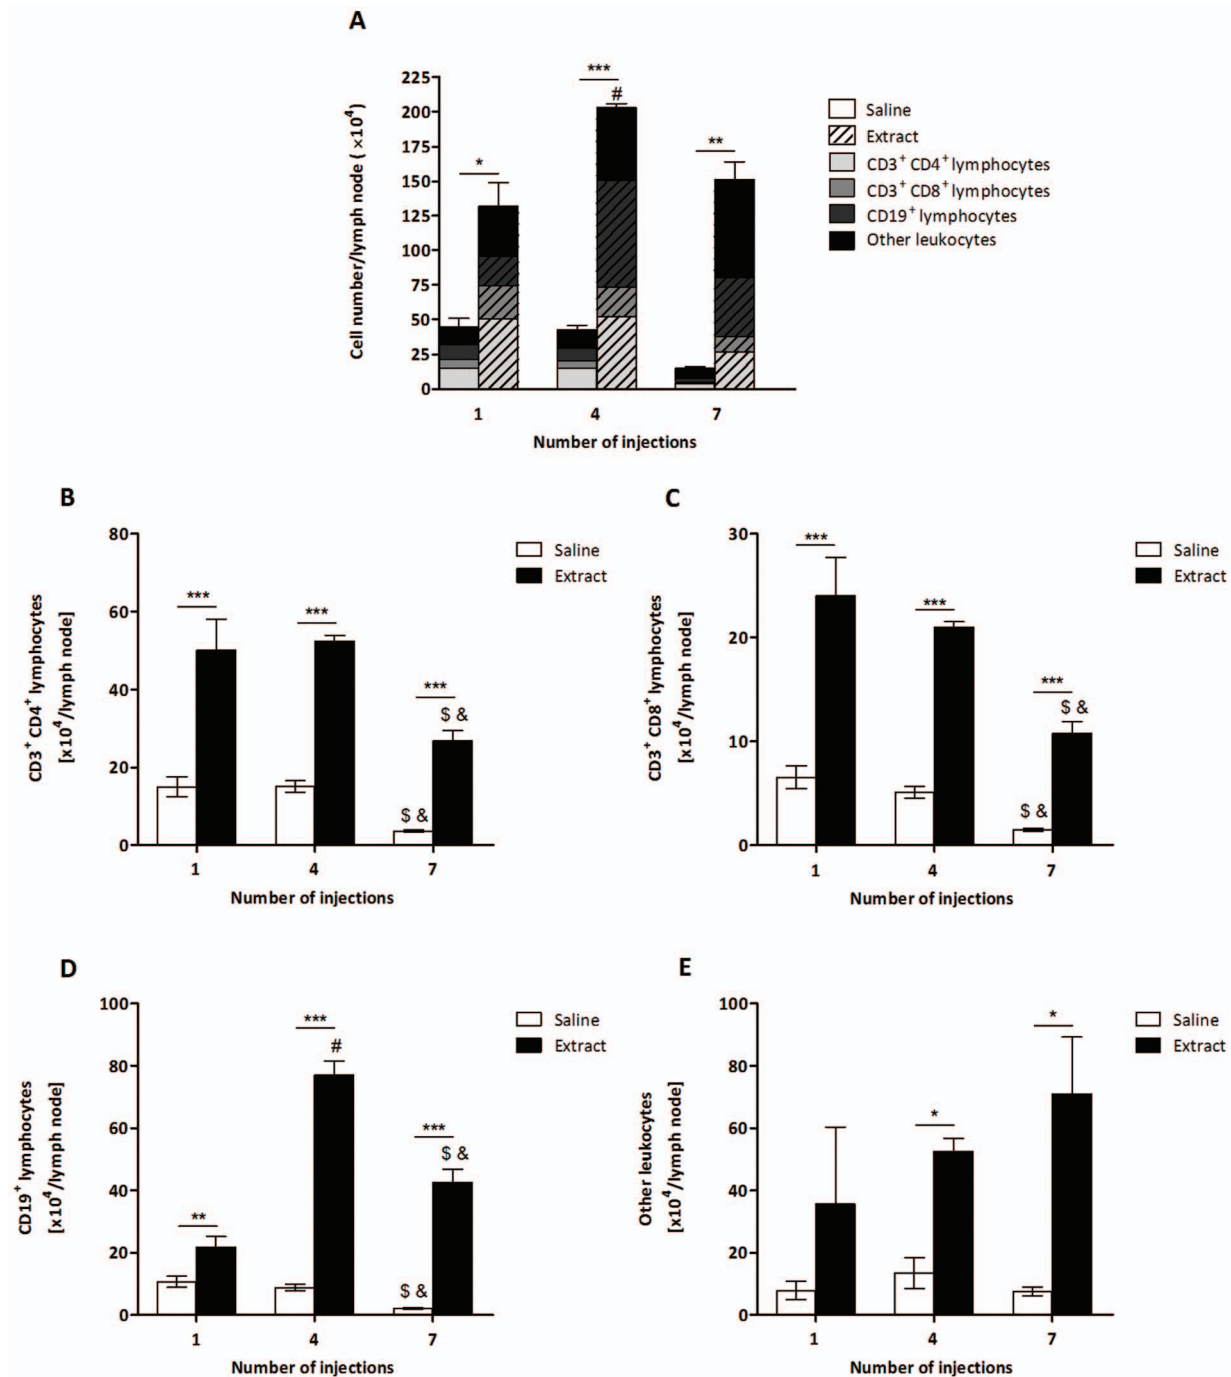 A
***
#
**
*
225
200
175
150
125
100
75
50
25
0
Cell number/lymph node ( ×10⁴)
1 4 7
Number of injections
Saline
Extract
CD3⁺ CD4⁺ lymphocytes
CD3⁺ CD8⁺ lymphocytes
CD19⁺ lymphocytes
Other leukocytes
B
80
60
40
20
0
CD3⁺ CD4⁺ lymphocytes
[x10⁴/lymph node]
***
***
***
$ &
$ &
1 4 7
Number of injections
Saline
Extract
C
30
20
10
0
CD3⁺ CD8⁺ lymphocytes
[x10⁴/lymph node]
***
***
***
$ &
$ &
1 4 7
Number of injections
Saline
Extract
D
100
80
60
40
20
0
CD19⁺ lymphocytes
[x10⁴/lymph node]
***
#
***
$ &
**
$ &
1 4 7
Number of injections
Saline
Extract
E
100
80
60
40
20
0
Other leukocytes
[x10⁴/lymph node]
*
*
1 4 7
Number of injections
Saline
Extract